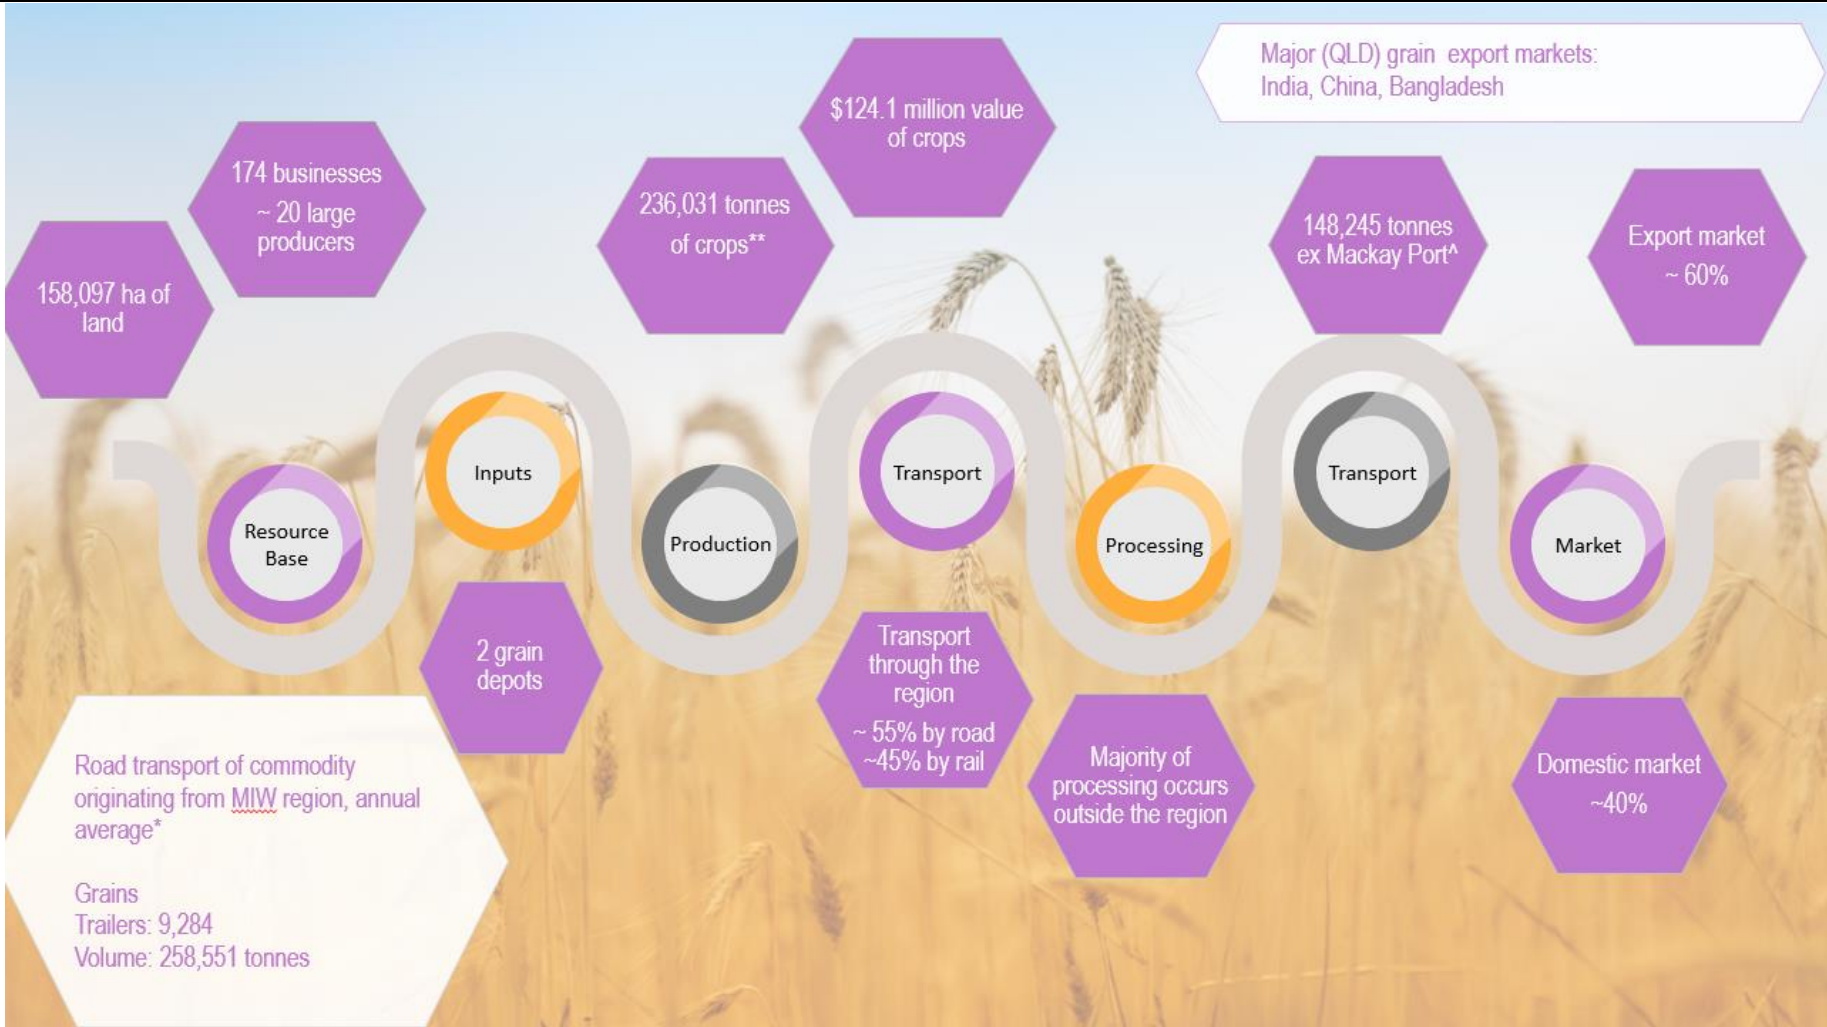 Major (QLD) grain export markets:
India, China, Bangladesh
158,097 ha of
land
174 businesses
~ 20 large
producers
236,031 tonnes
of crops**
$124.1 million value
of crops
148,245 tonnes
ex Mackay Port^
Export market
~ 60%
Resource
Base
Inputs
Production
Transport
Processing
Transport
Market
2 grain
depots
Transport
through the
region
~ 55% by road
~45% by rail
Majority of
processing occurs
outside the region
Domestic market
~40%
Road transport of commodity
originating from MIW region, annual
average*
Grains
Trailers: 9,284
Volume: 258,551 tonnes